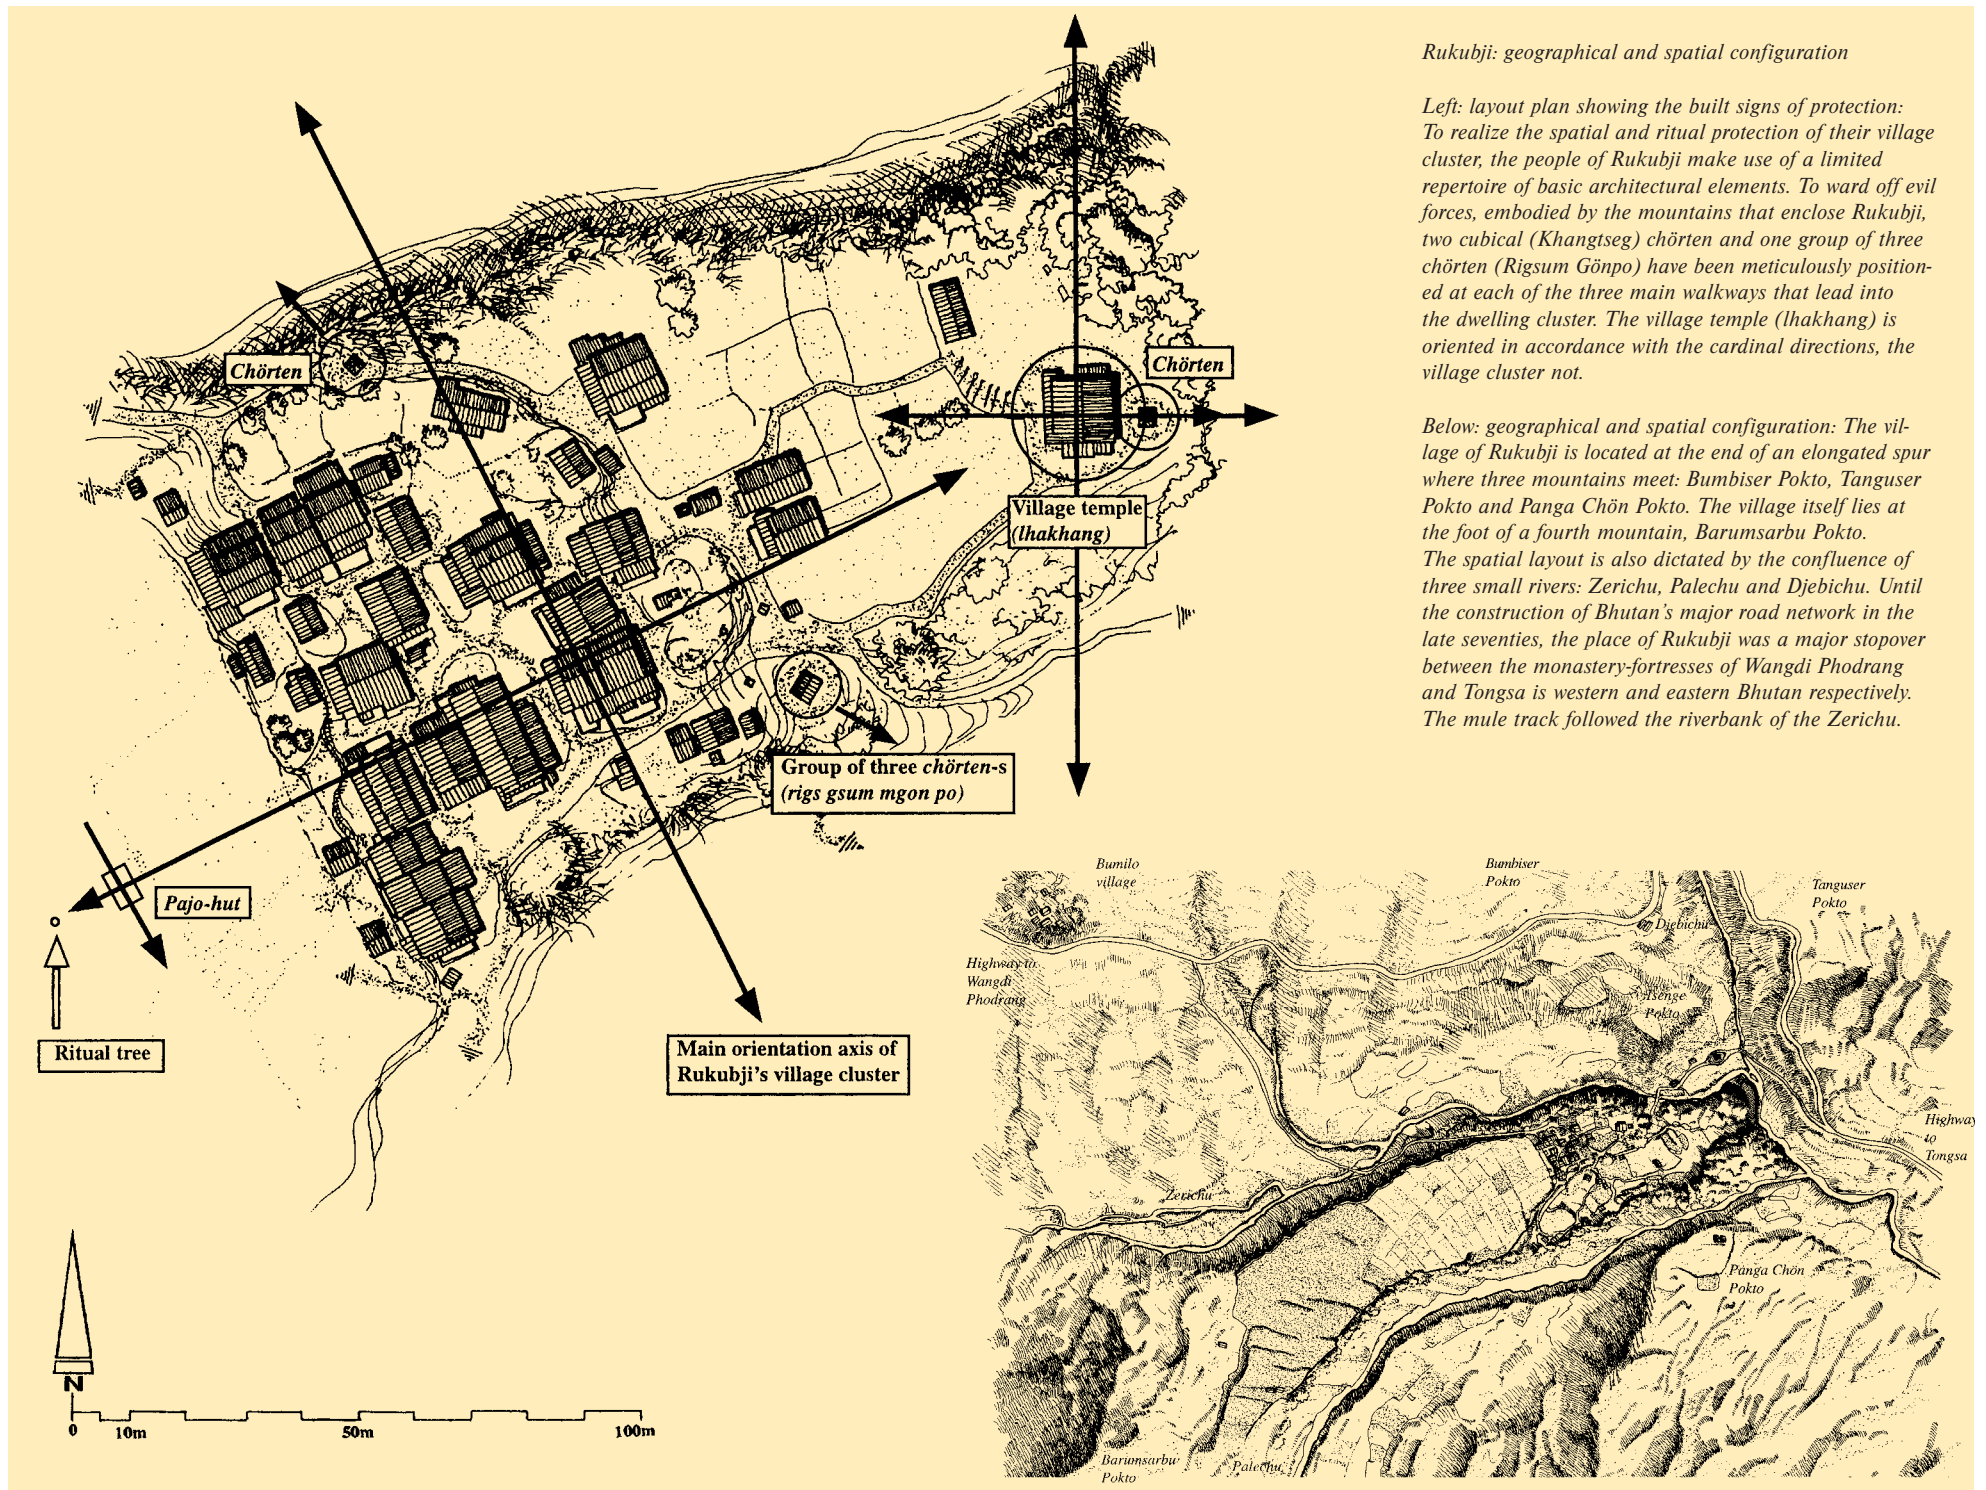 Rukubji: geographical and spatial configuration
Left: layout plan showing the built signs of protection:
To realize the spatial and ritual protection of their village
cluster, the people of Rukubji make use of a limited
repertoire of basic architectural elements. To ward off evil
forces, embodied by the mountains that enclose Rukubji,
two cubical (Khangtseg) chörten and one group of three
chörten (Rigsum Gönpo) have been meticulously position-
ed at each of the three main walkways that lead into
the dwelling cluster. The village temple (lhakhang) is
oriented in accordance with the cardinal directions, the
village cluster not.
Below: geographical and spatial configuration: The vil-
lage of Rukubji is located at the end of an elongated spur
where three mountains meet: Bumbiser Pokto, Tanguser
Pokto and Panga Chön Pokto. The village itself lies at
the foot of a fourth mountain, Barumsarbu Pokto.
The spatial layout is also dictated by the confluence of
three small rivers: Zerichu, Palechu and Djebichu. Until
the construction of Bhutan's major road network in the
late seventies, the place of Rukubji was a major stopover
between the monastery-fortresses of Wangdi Phodrang
and Tongsa is western and eastern Bhutan respectively.
The mule track followed the riverbank of the Zerichu.
Chörten
Chörten
Village temple
(lhakhang)
Group of three chörten-s
(rigs gsum mgon po)
Pajo-hut
Ritual tree
Main orientation axis of
Rukubji's village cluster
N
0 10m 50m 100m
Bumilo
village
Bumbiser
Pokto
Tanguser
Pokto
Djebichu
Highway to
Wangdi
Phodrang
Tsenge
Pokto
Highway
to
Tongsa
Zerichu
Panga Chön
Pokto
Barumsarbu
Pokto
Palechu